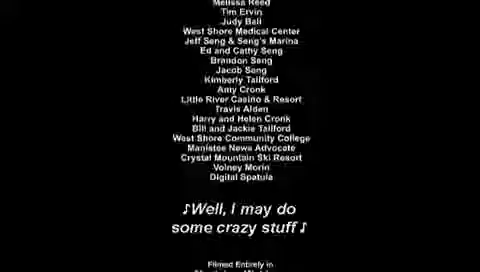 Melissa Reed
Tim Ervin
Judy Ball
West Shore Medical Center
Jeff Seng & Seng's Marina
Ed and Cathy Seng
Brandon Seng
Jacob Seng
Kimberly Tallford
Amy Cronk
Little River Casino & Resort
Travis Alden
Harry and Helen Cronk
Bill and Jackie Tallford
West Shore Community College
Manistee News Advocate
Crystal Mountain Ski Resort
Volney Morin
Digital Spatula
♪Well, I may do
some crazy stuff♪
Filmed Entirely in